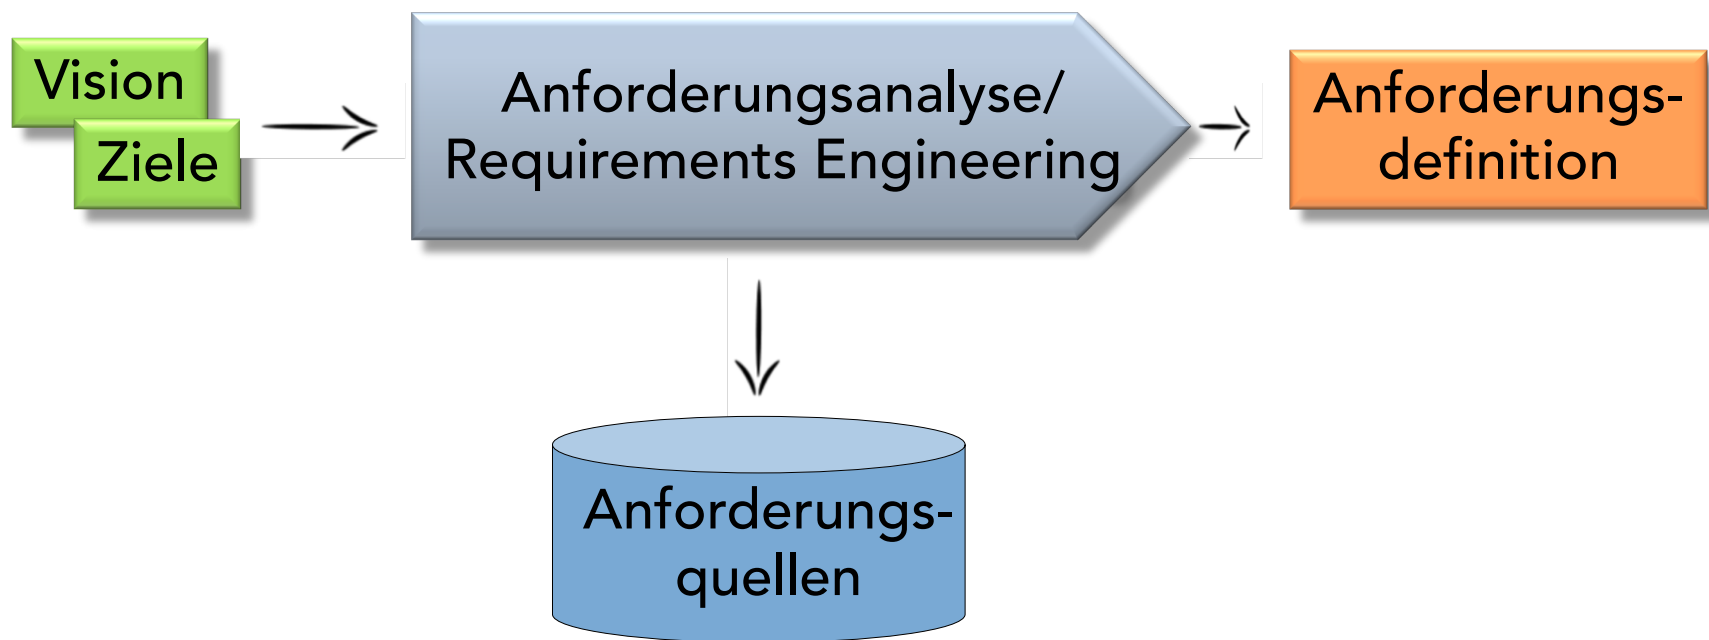 Vision
Ziele
Anforderungsanalyse/
Requirements Engineering
Anforderungs-
definition
Anforderungs-
quellen